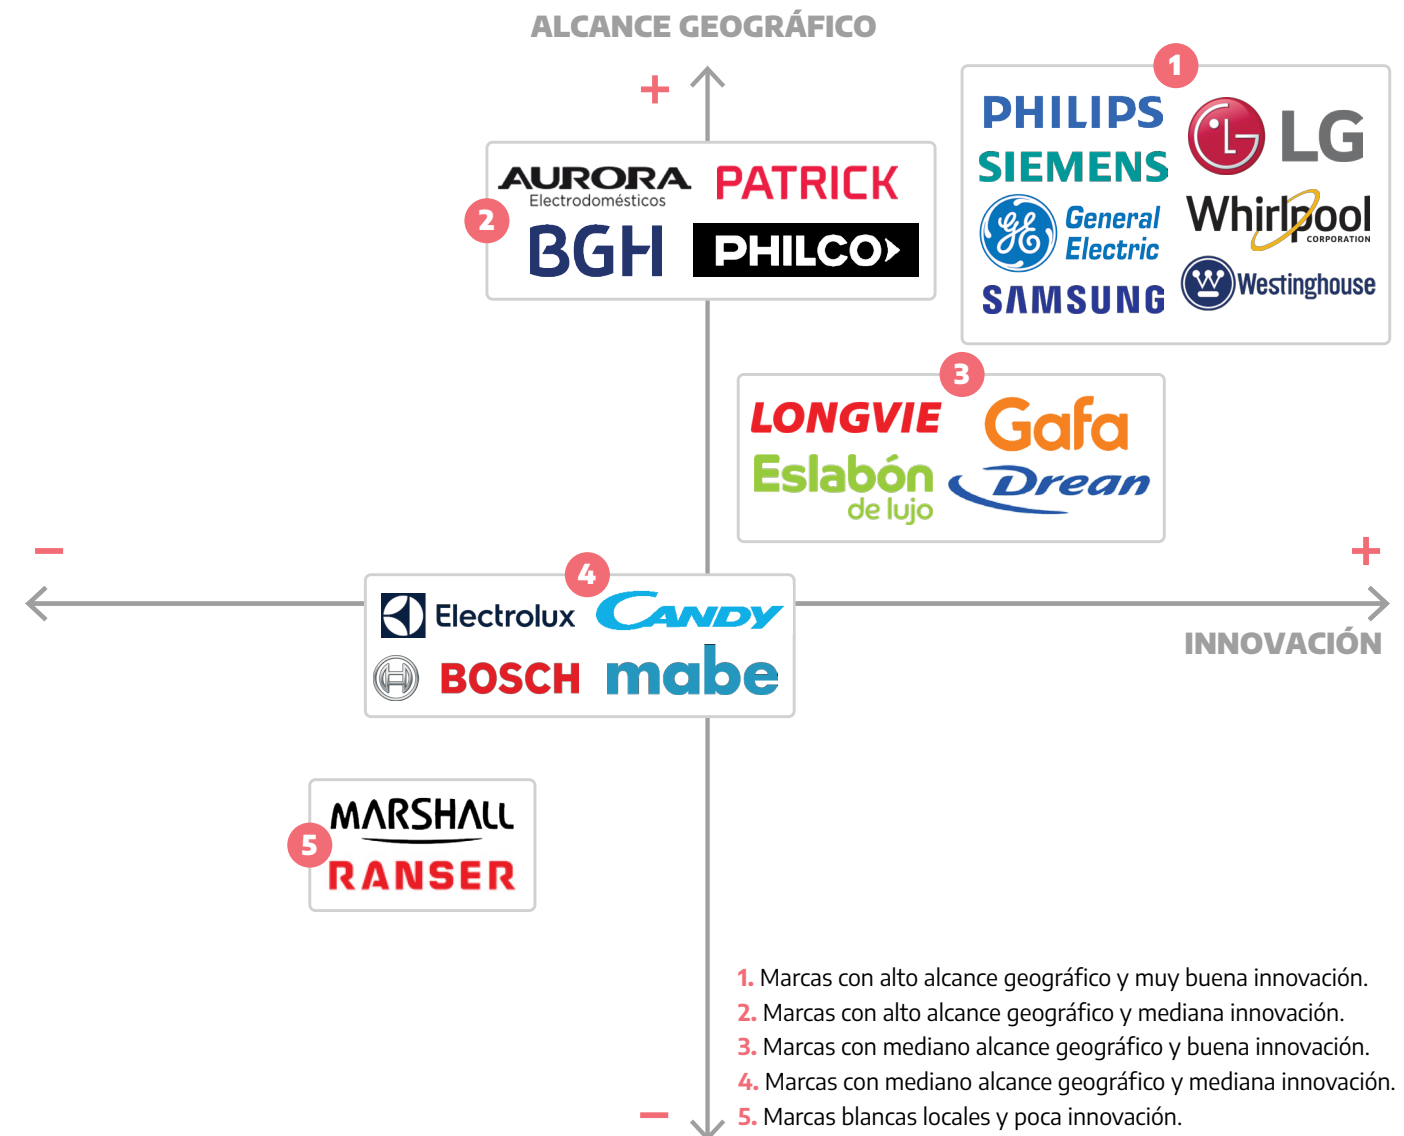 ALCANCE GEOGRÁFICO
+
1
PHILIPS
LG
SIEMENS
General
Electric
Whirlpool
CORPORATION
SAMSUNG
W
Westinghouse
2
AURORA
Electrodomésticos
PATRICK
BGH
PHILCO
3
LONGVIE
Gafa
Eslabón
de lujo
Drean
−
+
4
Electrolux
CANDY
BOSCH
mabe
INNOVACIÓN
5
MARSHALL
RANSER
1. Marcas con alto alcance geográfico y muy buena innovación.
2. Marcas con alto alcance geográfico y mediana innovación.
3. Marcas con mediano alcance geográfico y buena innovación.
4. Marcas con mediano alcance geográfico y mediana innovación.
5. Marcas blancas locales y poca innovación.
−